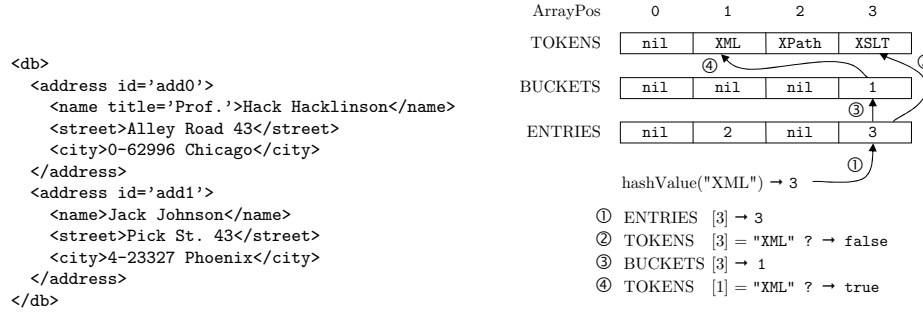 <db>
<address id='add0'>
<name title='Prof.'>Hack Hacklinson</name>
<street>Alley Road 43</street>
<city>0-62996 Chicago</city>
</address>
<address id='add1'>
<name>Jack Johnson</name>
<street>Pick St. 43</street>
<city>4-23327 Phoenix</city>
</address>
</db>
ArrayPos 0 1 2 3
TOKENS nil XML XPath XSLT
④
BUCKETS nil nil nil 1
③
ENTRIES nil 2 nil 3
①
hashValue("XML") → 3
① ENTRIES [3] → 3
② TOKENS [3] = "XML" ? → false
③ BUCKETS [3] → 1
④ TOKENS [1] = "XML" ? → true